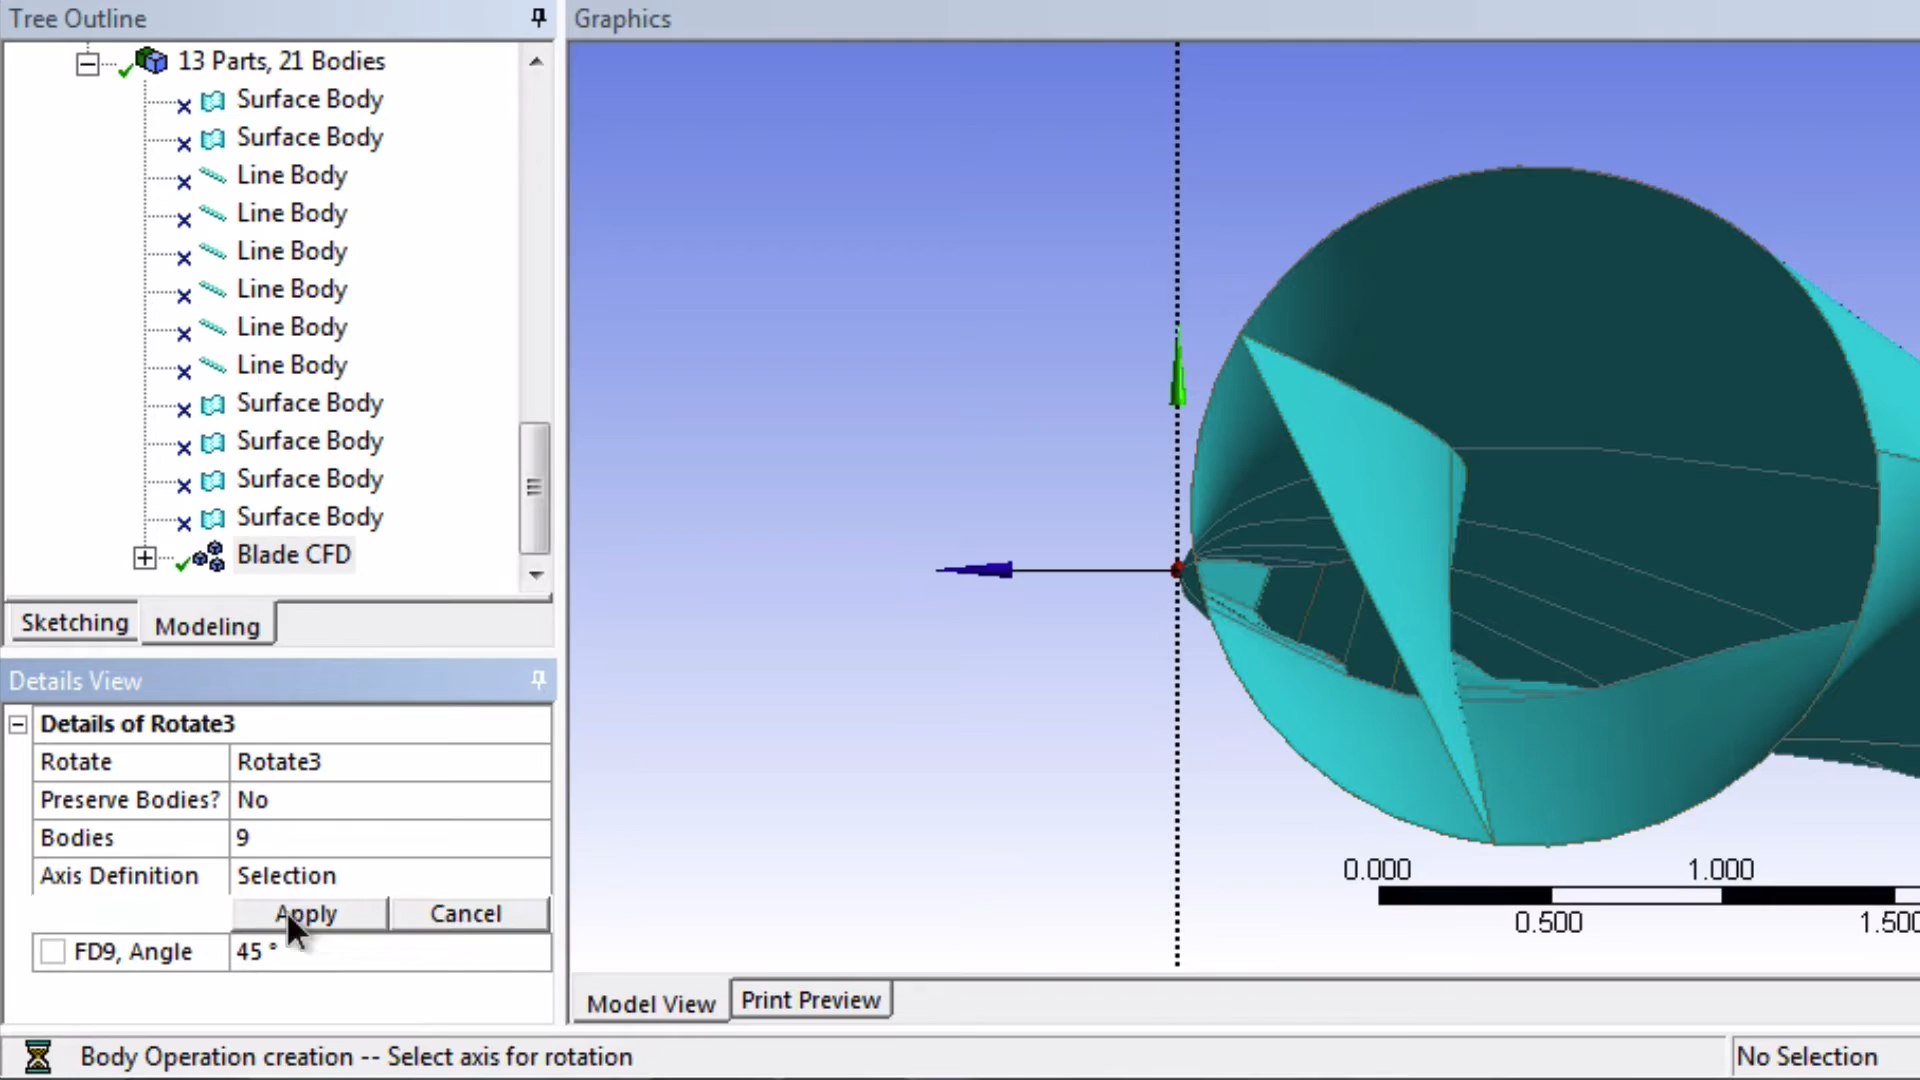 Tree Outline
Graphics
13 Parts, 21 Bodies
Surface Body
Surface Body
Line Body
Line Body
Line Body
Line Body
Line Body
Line Body
Surface Body
Surface Body
Surface Body
Surface Body
Blade CFD
Sketching
Modeling
Details View
Details of Rotate3
Rotate Rotate3
Preserve Bodies? No
Bodies 9
Axis Definition Selection
Apply Cancel
FD9, Angle 45 °
0.000 1.000
0.500 1.500
Model View
Print Preview
Body Operation creation -- Select axis for rotation
No Selection